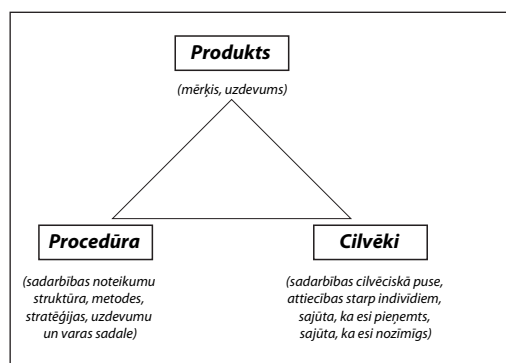 Produkts
(mērķis, uzdevums)
Procedūra
(sadarbības noteikumu
struktūra, metodes,
stratēģijas, uzdevumu
un varas sadale)
Cilvēki
(sadarbības cilvēciskā puse,
attiecības starp indivīdiem,
sajūta, ka esi pieņemts,
sajūta, ka esi nozīmīgs)